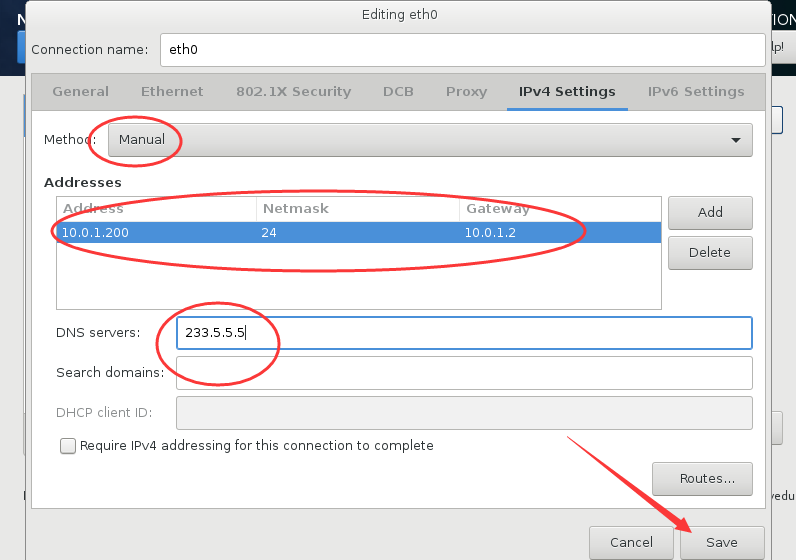 Editing eth0
Connection name: eth0
General Ethernet 802.1X Security DCB Proxy IPv4 Settings IPv6 Settings
Method: Manual
Addresses
Address Netmask Gateway
10.0.1.200 24 10.0.1.2
Add
Delete
DNS servers: 233.5.5.5
Search domains:
DHCP client ID:
Require IPv4 addressing for this connection to complete
Routes...
Cancel Save